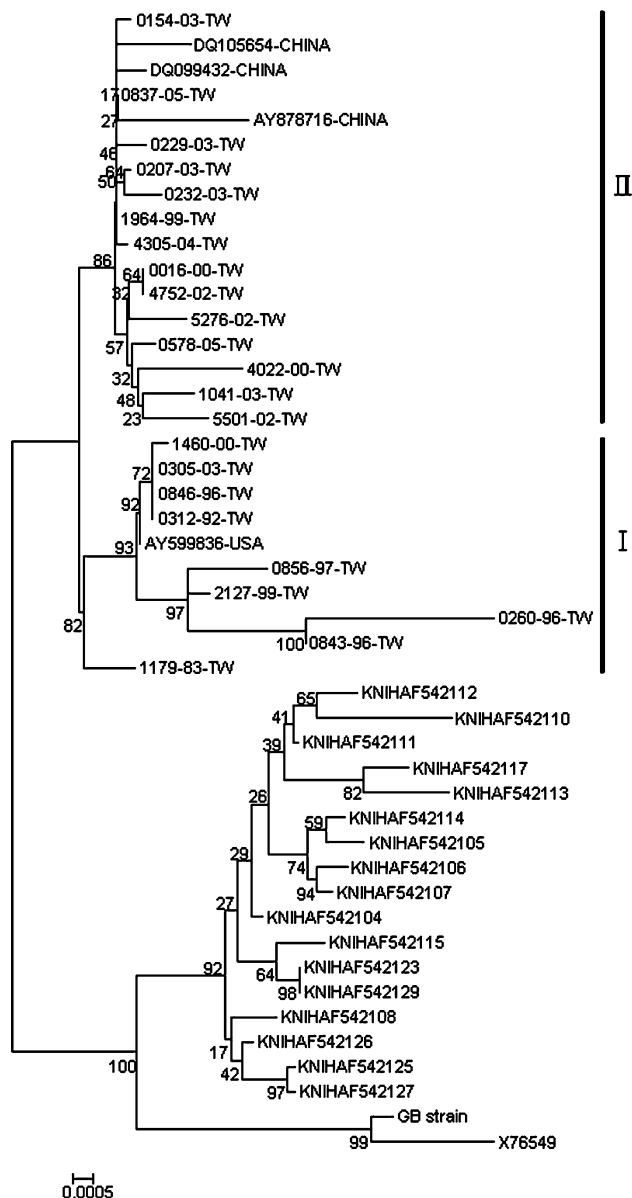 0154-03-TW
DQ105654-CHINA
DQ099432-CHINA
17 0837-05-TW
27 AY878716-CHINA
46 0229-03-TW
64 0207-03-TW
50 0232-03-TW
II
1964-99-TW
4305-04-TW
86
64 0016-00-TW
32 4752-02-TW
5276-02-TW
57 0578-05-TW
32 4022-00-TW
48 1041-03-TW
23 5501-02-TW
1460-00-TW
72 0305-03-TW
0846-96-TW
92 0312-92-TW
93 AY599836-USA
I
0856-97-TW
2127-99-TW
97
0260-96-TW
82
100 0843-96-TW
1179-83-TW
65 KNIHAF542112
41 KNIHAF542110
39 KNIHAF542111
KNIHAF542117
82 KNIHAF542113
26
59 KNIHAF542114
KNIHAF542105
74 KNIHAF542106
29
94 KNIHAF542107
27 KNIHAF542104
KNIHAF542115
92 64 KNIHAF542123
98 KNIHAF542129
KNIHAF542108
17 KNIHAF542126
100 42 KNIHAF542125
97 KNIHAF542127
GB strain
99 X76549
0.0005